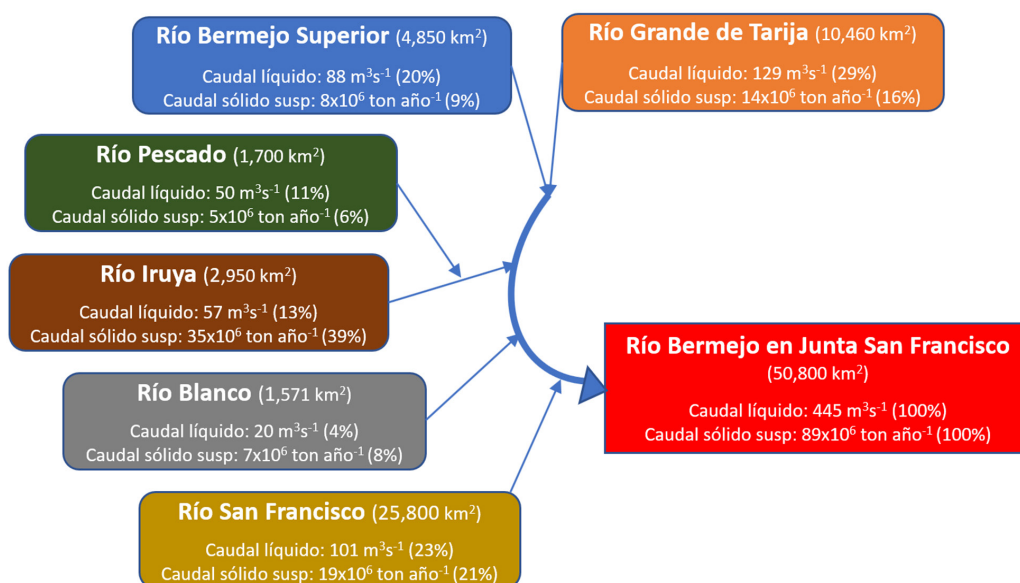 Río Bermejo Superior (4,850 km²)
Caudal líquido: 88 m³s⁻¹ (20%)
Caudal sólido susp: 8x10⁶ ton año⁻¹ (9%)
Río Grande de Tarija (10,460 km²)
Caudal líquido: 129 m³s⁻¹ (29%)
Caudal sólido susp: 14x10⁶ ton año⁻¹ (16%)
Río Pescado (1,700 km²)
Caudal líquido: 50 m³s⁻¹ (11%)
Caudal sólido susp: 5x10⁶ ton año⁻¹ (6%)
Río Iruya (2,950 km²)
Caudal líquido: 57 m³s⁻¹ (13%)
Caudal sólido susp: 35x10⁶ ton año⁻¹ (39%)
Río Blanco (1,571 km²)
Caudal líquido: 20 m³s⁻¹ (4%)
Caudal sólido susp: 7x10⁶ ton año⁻¹ (8%)
Río San Francisco (25,800 km²)
Caudal líquido: 101 m³s⁻¹ (23%)
Caudal sólido susp: 19x10⁶ ton año⁻¹ (21%)
Río Bermejo en Junta San Francisco
(50,800 km²)
Caudal líquido: 445 m³s⁻¹ (100%)
Caudal sólido susp: 89x10⁶ ton año⁻¹ (100%)